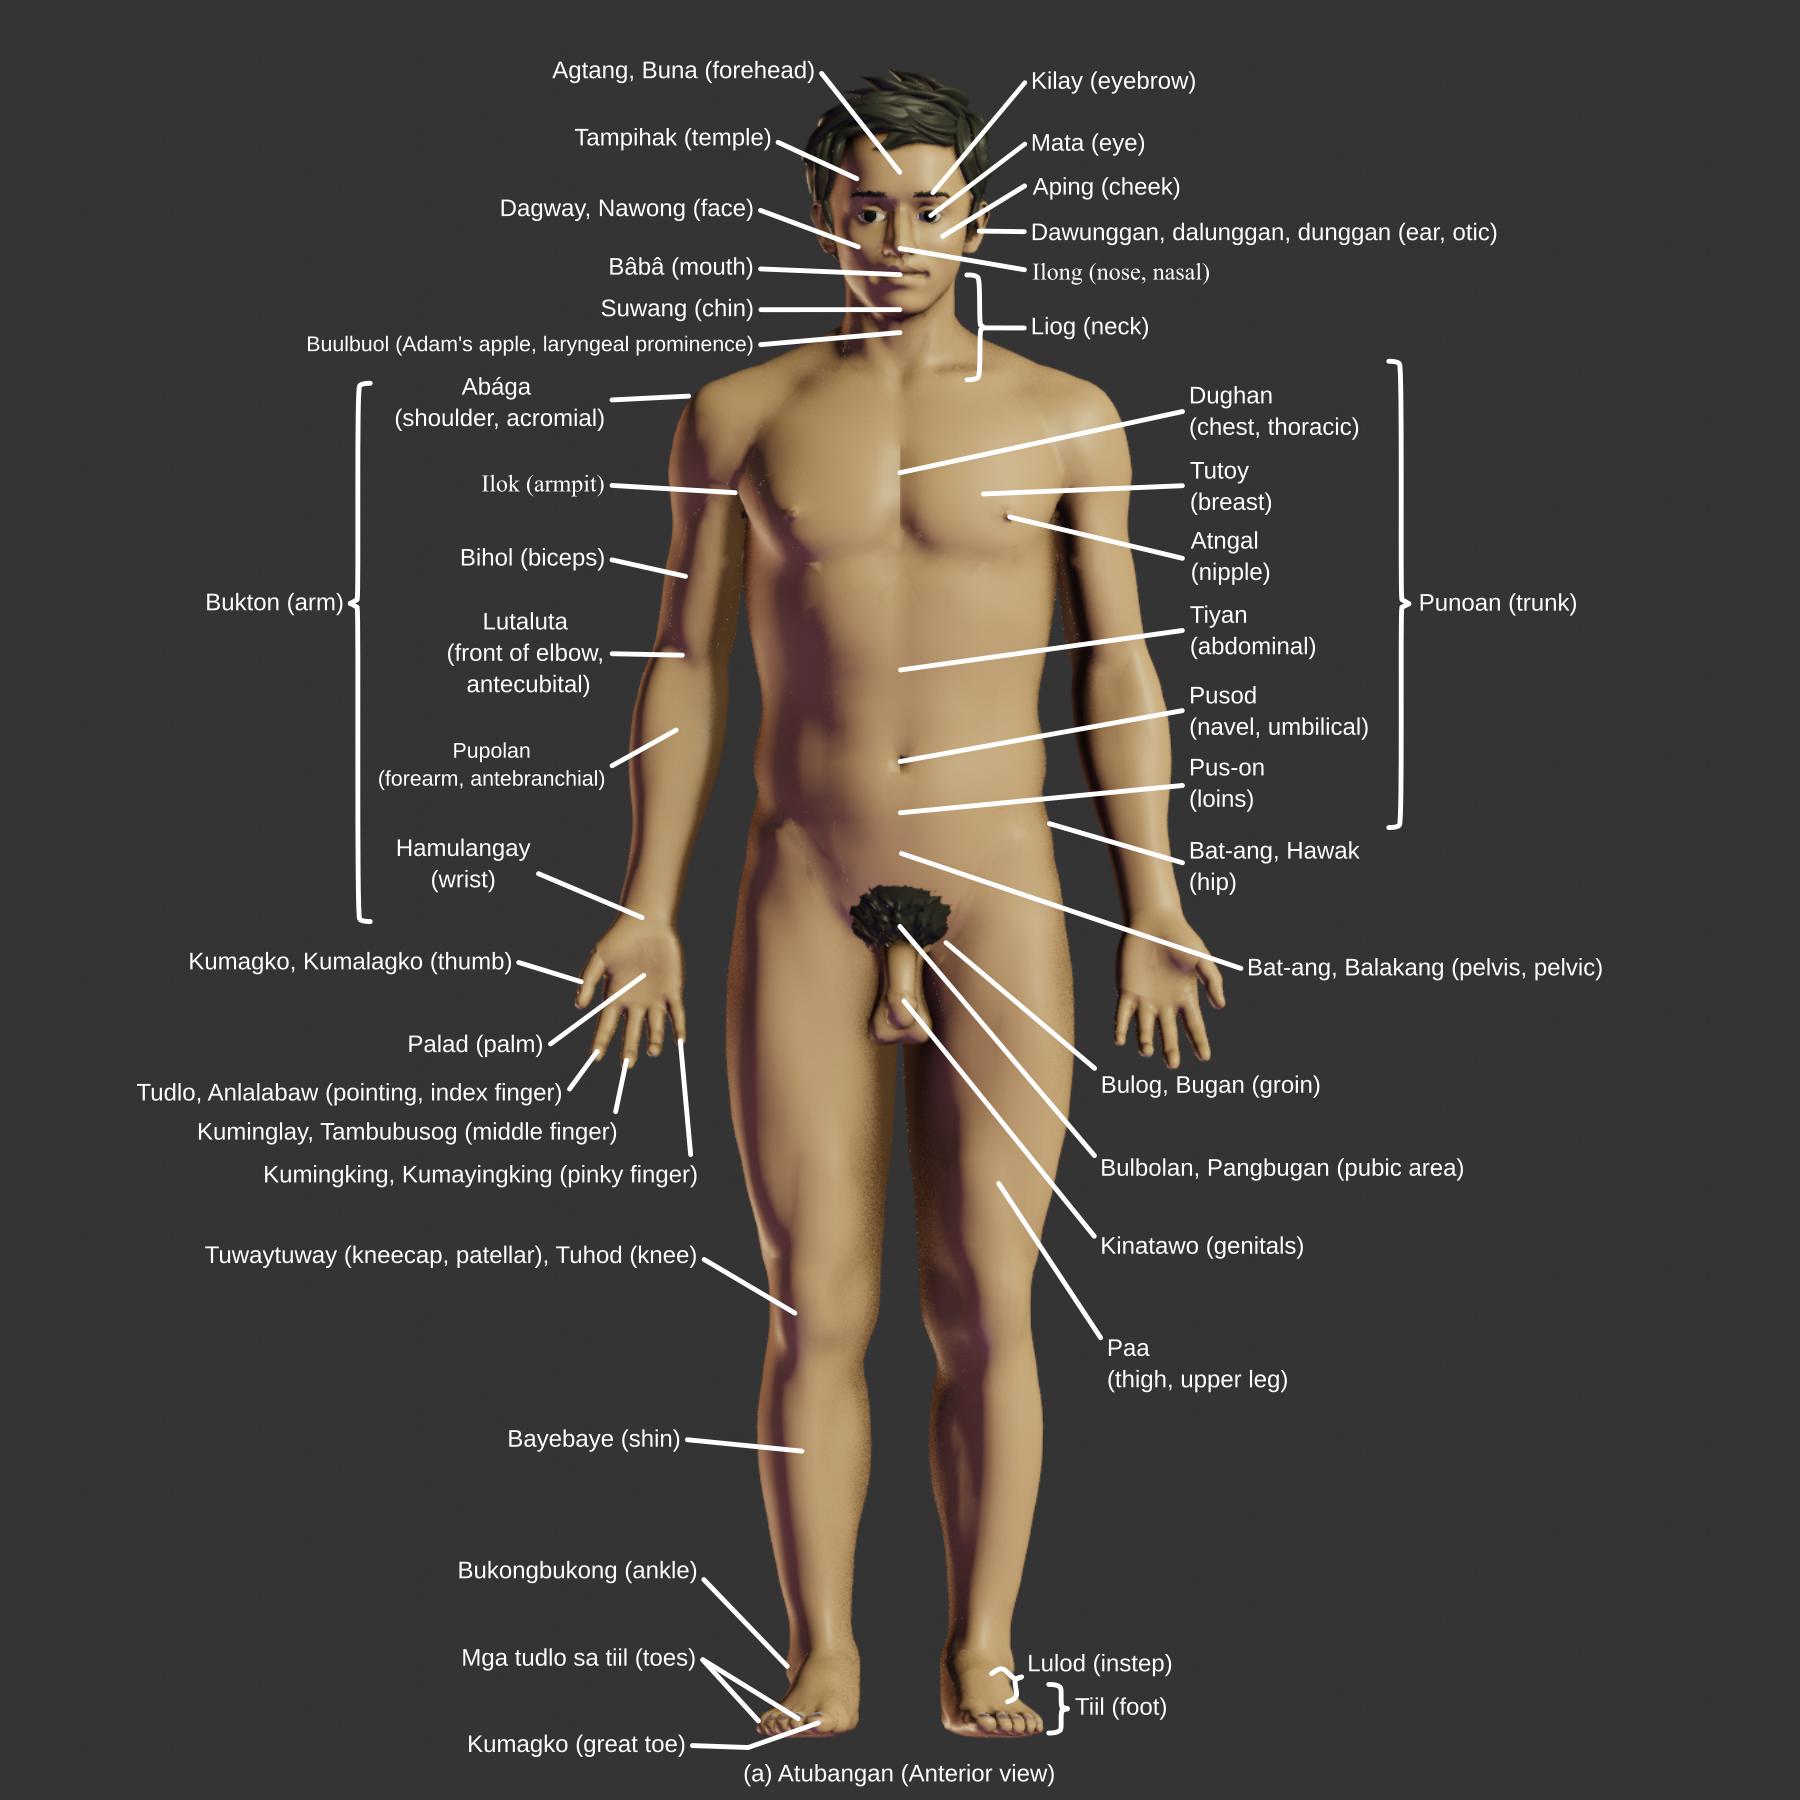 Agtang, Buna (forehead)
Tampihak (temple)
Dagway, Nawong (face)
Bâbâ (mouth)
Suwang (chin)
Buulbuol (Adam's apple, laryngeal prominence)
Kilay (eyebrow)
Mata (eye)
Aping (cheek)
Dawunggan, dalunggan, dunggan (ear, otic)
Ilong (nose, nasal)
Liog (neck)
Abága
(shoulder, acromial)
Ilok (armpit)
Bihol (biceps)
Bukton (arm)
Lutaluta
(front of elbow,
antecubital)
Pupolan
(forearm, antebranchial)
Hamulangay
(wrist)
Dughan
(chest, thoracic)
Tutoy
(breast)
Atngal
(nipple)
Punoan (trunk)
Tiyan
(abdominal)
Pusod
(navel, umbilical)
Pus-on
(loins)
Bat-ang, Hawak
(hip)
Bat-ang, Balakang (pelvis, pelvic)
Kumagko, Kumalagko (thumb)
Palad (palm)
Tudlo, Anlalabaw (pointing, index finger)
Kuminglay, Tambubusog (middle finger)
Kumingking, Kumayingking (pinky finger)
Bulog, Bugan (groin)
Bulbolan, Pangbugan (pubic area)
Kinatawo (genitals)
Paa
(thigh, upper leg)
Tuwaytuway (kneecap, patellar), Tuhod (knee)
Bayebaye (shin)
Bukongbukong (ankle)
Mga tudlo sa tiil (toes)
Kumagko (great toe)
Lulod (instep)
Tiil (foot)
(a) Atubangan (Anterior view)